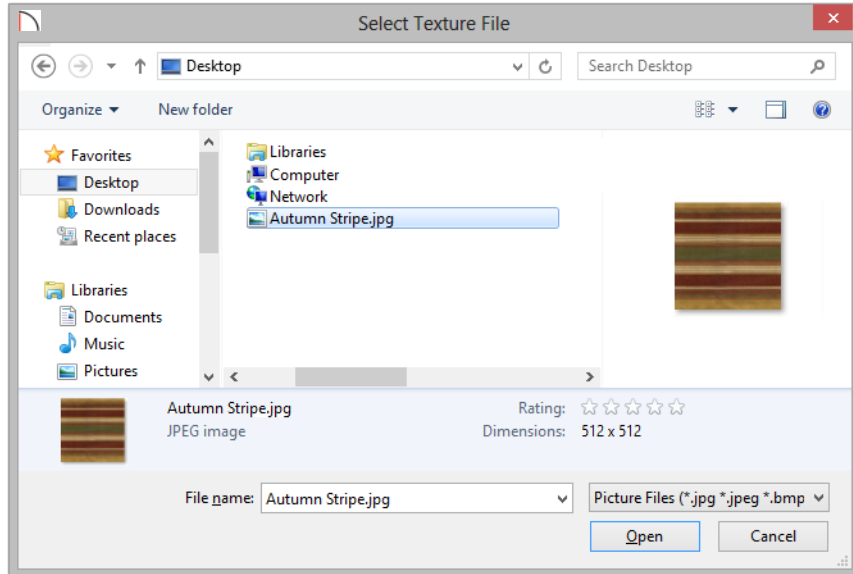 Select Texture File
Desktop
Search Desktop
Organize
New folder
Favorites
Desktop
Downloads
Recent places
Libraries
Documents
Music
Pictures
Libraries
Computer
Network
Autumn Stripe.jpg
Autumn Stripe.jpg
JPEG image
Rating:
Dimensions: 512 x 512
File name: Autumn Stripe.jpg
Picture Files (*.jpg *.jpeg *.bmp
Open
Cancel